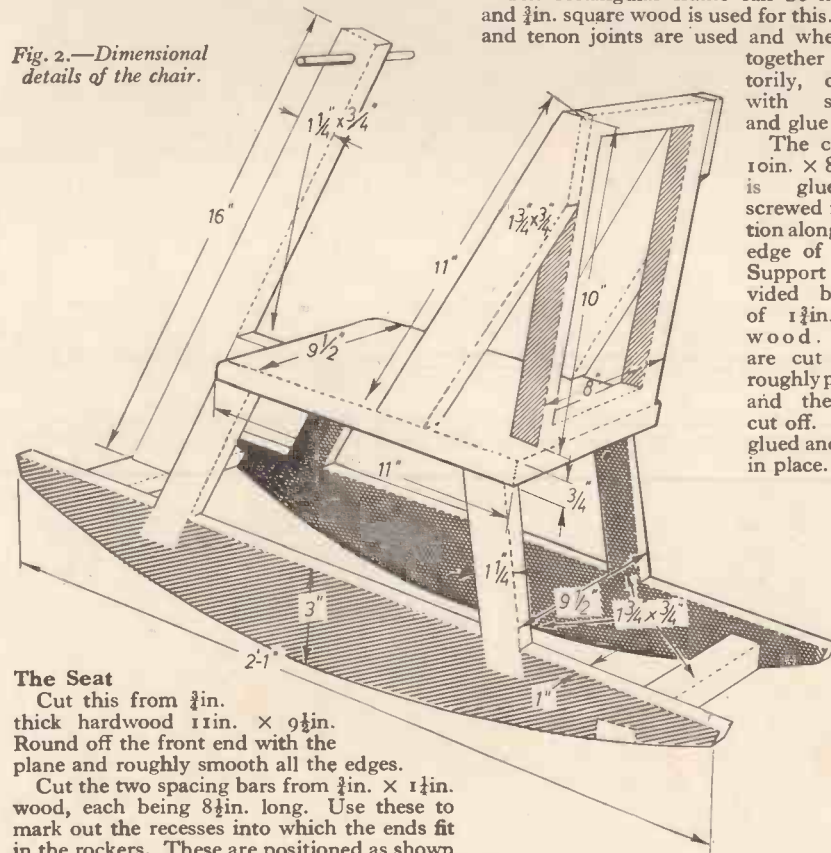 Fig. 2.—Dimensional
details of the chair.
and ¾in. square wood is used for this.
and tenon joints are used and whe
together
torily, c
with s
and glue
The c
10in. × 8
is glue
screwed
tion along
edge of
Support
vided b
of 1¾in.
wood.
are cut
roughly p
and the
cut off.
glued and
in place.
16"
1¼" × ¾"
11"
1¾" × ¾"
10"
9½"
8"
11"
¾"
1¼"
9½"
1¾" × ¾"
3"
2'-1"
1"
The Seat
Cut this from ¾in.
thick hardwood 11in. × 9½in.
Round off the front end with the
plane and roughly smooth all the edges.
Cut the two spacing bars from ¾in. × 1¼in.
wood, each being 8½in. long. Use these to
mark out the recesses into which the ends fit
in the rockers. These are positioned as shown